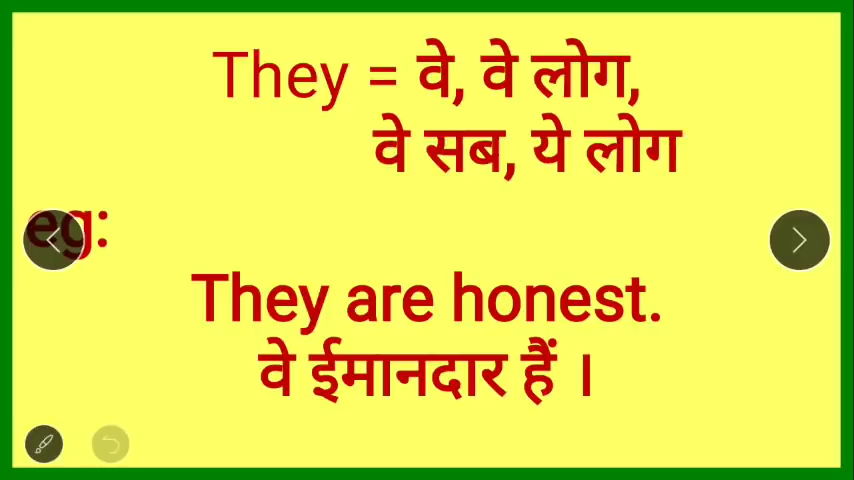 They = वे, वे लोग,
वे सब, ये लोग
eg:
They are honest.
वे ईमानदार हैं ।